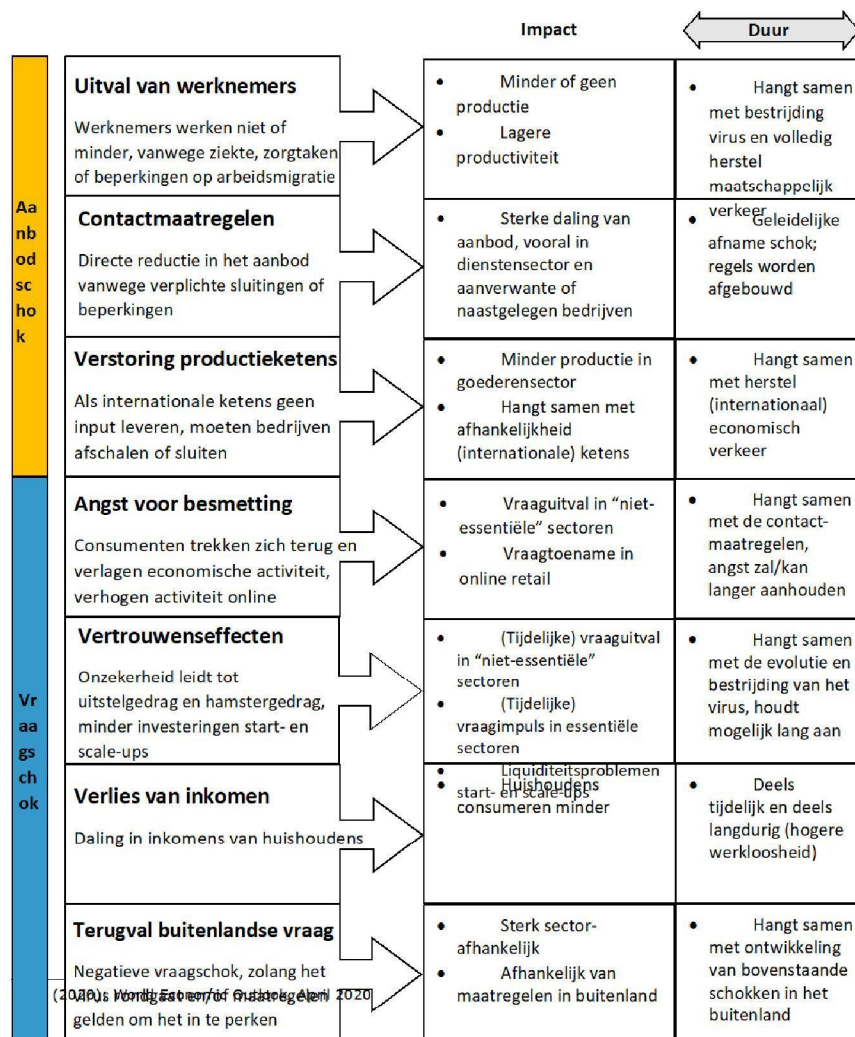 Impact
Duur
Aa
nb
od
sc
ho
k
Uitval van werknemers
Werknemers werken niet of
minder, vanwege ziekte, zorgtaken
of beperkingen op arbeidsmigratie
• Minder of geen
productie
• Lagere
productiviteit
• Hangt samen
met bestrijding
virus en volledig
herstel
maatschappelijk
verkeer
Contactmaatregelen
Directe reductie in het aanbod
vanwege verplichte sluitingen of
beperkingen
• Sterke daling van
aanbod, vooral in
dienstensector en
aanverwante of
naastgelegen bedrijven
• Geleidelijke
afname schok;
regels worden
afgebouwd
Verstoring productieketens
Als internationale ketens geen
input leveren, moeten bedrijven
afschalen of sluiten
• Minder productie in
goederensector
• Hangt samen met
afhankelijkheid
(internationale) ketens
• Hangt samen
met herstel
(internationaal)
economisch
verkeer
Vr
aa
gs
ch
ok
Angst voor besmetting
Consumenten trekken zich terug en
verlagen economische activiteit,
verhogen activiteit online
• Vraaguitval in “niet-
essentiële” sectoren
• Vraagtoename in
online retail
• Hangt samen
met de contact-
maatregelen,
angst zal/kan
langer aanhouden
Vertrouwenseffecten
Onzekerheid leidt tot
uitstelgedrag en hamstergedrag,
minder investeringen start- en
scale-ups
• (Tijdelijke) vraaguitval
in “niet-essentiële”
sectoren
• (Tijdelijke)
vraagimpuls in essentiële
sectoren
• Liquiditeitsproblemen
start- en scale-ups
• Hangt samen
met de evolutie en
bestrijding van het
virus, houdt
mogelijk lang aan
Verlies van inkomen
Daling in inkomens van huishoudens
• Huishoudens
consumeren minder
• Deels
tijdelijk en deels
langdurig (hogere
werkloosheid)
Terugval buitenlandse vraag
Negatieve vraagschok, zolang het
virus rondgaat en/of maatregelen
gelden om het in te perken
• Sterk sector-
afhankelijk
• Afhankelijk van
maatregelen in buitenland
• Hangt samen
met ontwikkeling
van bovenstaande
schokken in het
buitenland
(2020), World Economic Outlook, April 2020